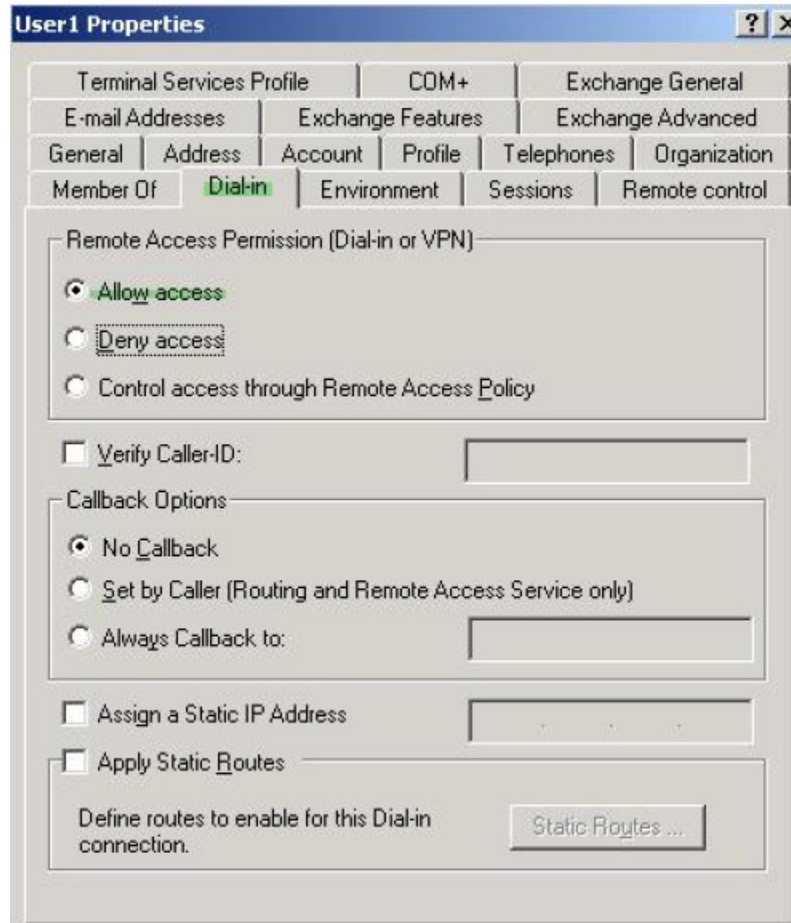 User1 Properties
Terminal Services Profile COM+ Exchange General
E-mail Addresses Exchange Features Exchange Advanced
General Address Account Profile Telephones Organization
Member Of Dial-in Environment Sessions Remote control
Remote Access Permission (Dial-in or VPN)
Allow access
Deny access
Control access through Remote Access Policy
Verify Caller-ID:
Callback Options
No Callback
Set by Caller (Routing and Remote Access Service only)
Always Callback to:
Assign a Static IP Address
Apply Static Routes
Define routes to enable for this Dial-in
connection.
Static Routes ...